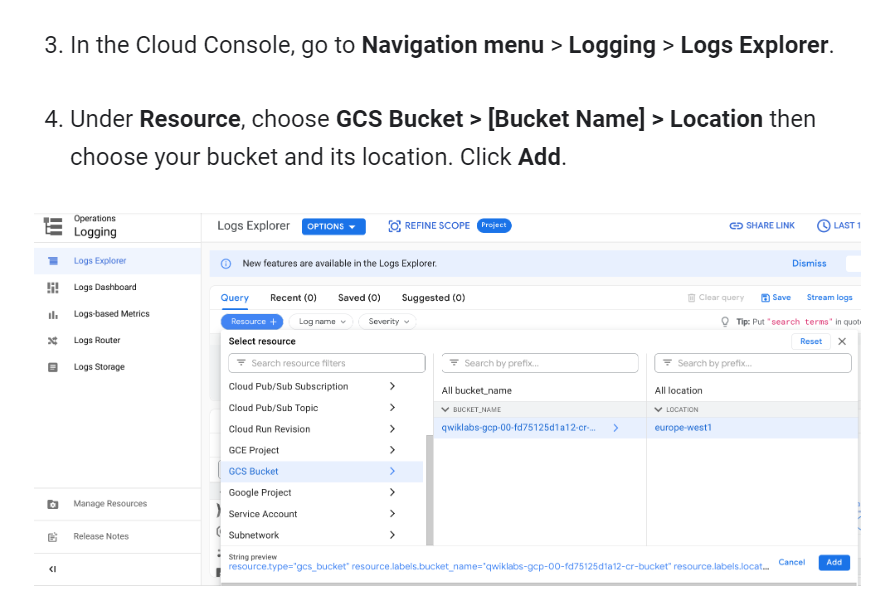 3. In the Cloud Console, go to Navigation menu > Logging > Logs Explorer.
4. Under Resource, choose GCS Bucket > [Bucket Name] > Location then
choose your bucket and its location. Click Add.
Operations
Logging
Logs Explorer
OPTIONS
REFINE SCOPE
Project
SHARE LINK
LAST 1
Logs Explorer
Logs Dashboard
Logs-based Metrics
Logs Router
Logs Storage
Manage Resources
Release Notes
New features are available in the Logs Explorer.
Dismiss
Query
Recent (0)
Saved (0)
Suggested (0)
Clear query
Save
Stream logs
Resource +
Log name
Severity
Tip: Put "search terms" in quot
Select resource
Reset
Search resource filters
Search by prefix...
Search by prefix...
Cloud Pub/Sub Subscription
Cloud Pub/Sub Topic
Cloud Run Revision
GCE Project
GCS Bucket
Google Project
Service Account
Subnetwork
All bucket_name
BUCKET_NAME
qwiklabs-gcp-00-fd75125d1a12-cr-...
All location
LOCATION
europe-west1
String preview
resource.type="gcs_bucket" resource.labels.bucket_name="qwiklabs-gcp-00-fd75125d1a12-cr-bucket" resource.labels.locat...
Cancel
Add